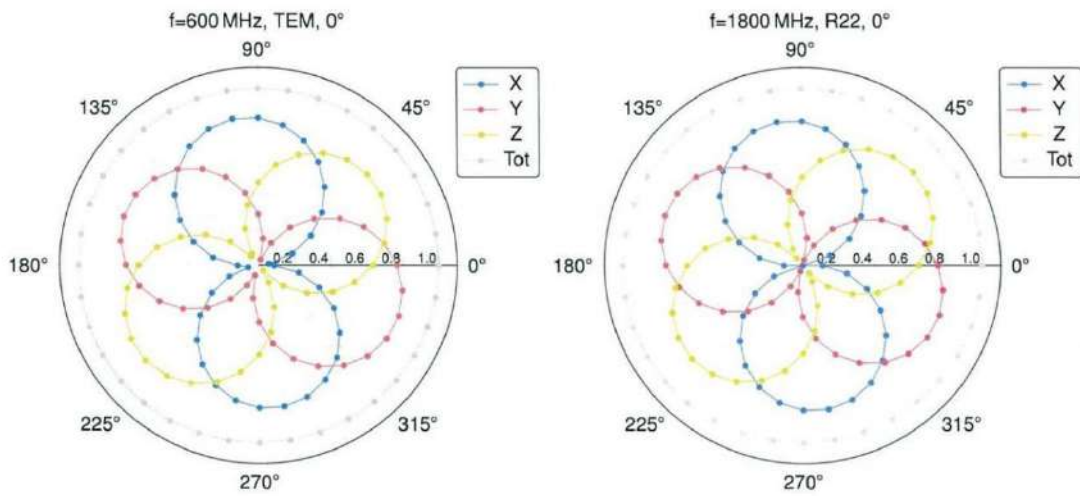 f=600 MHz, TEM, 0°
90°
135°
45°
X
Y
Z
Tot
180°
0.2 0.4 0.6 0.8 1.0
0°
225°
315°
270°
f=1800 MHz, R22, 0°
90°
135°
45°
X
Y
Z
Tot
180°
0.2 0.4 0.6 0.8 1.0
0°
225°
315°
270°